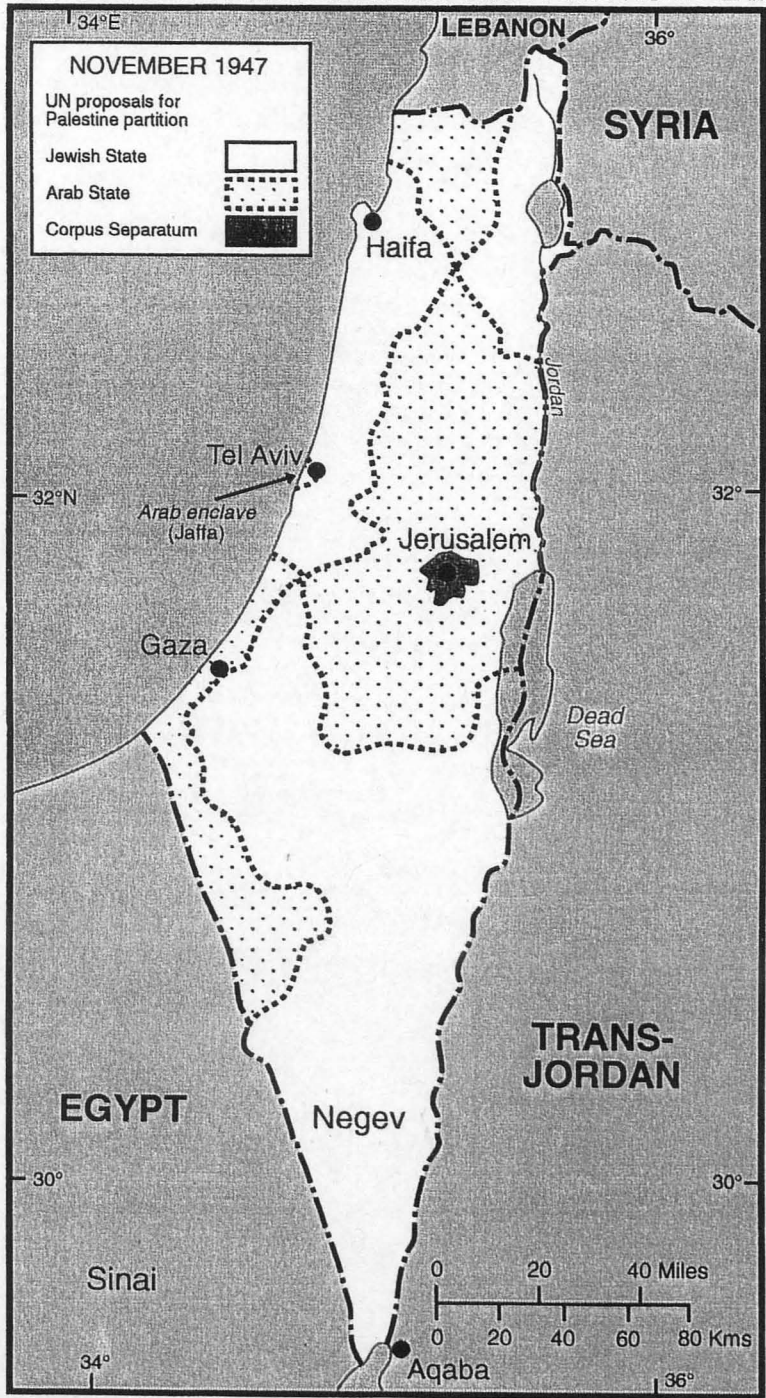 34°E
LEBANON
36°
NOVEMBER 1947
UN proposals for
Palestine partition
Jewish State
Arab State
Corpus Separatum
SYRIA
Haifa
Jordan
Tel Aviv
32°N
32°
Arab enclave
(Jaffa)
Jerusalem
Gaza
Dead
Sea
TRANS-
JORDAN
EGYPT
Negev
30°
30°
Sinai
0 20 40 Miles
0 20 40 60 80 Kms
Aqaba
34°
36°